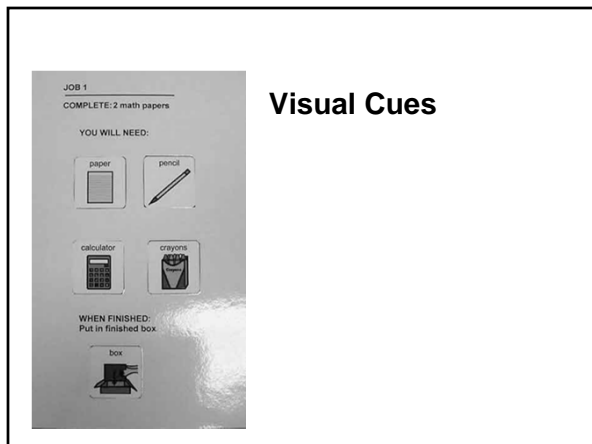 Visual Cues
JOB 1
COMPLETE: 2 math papers
YOU WILL NEED:
paper
pencil
calculator
crayons
WHEN FINISHED:
Put in finished box
box